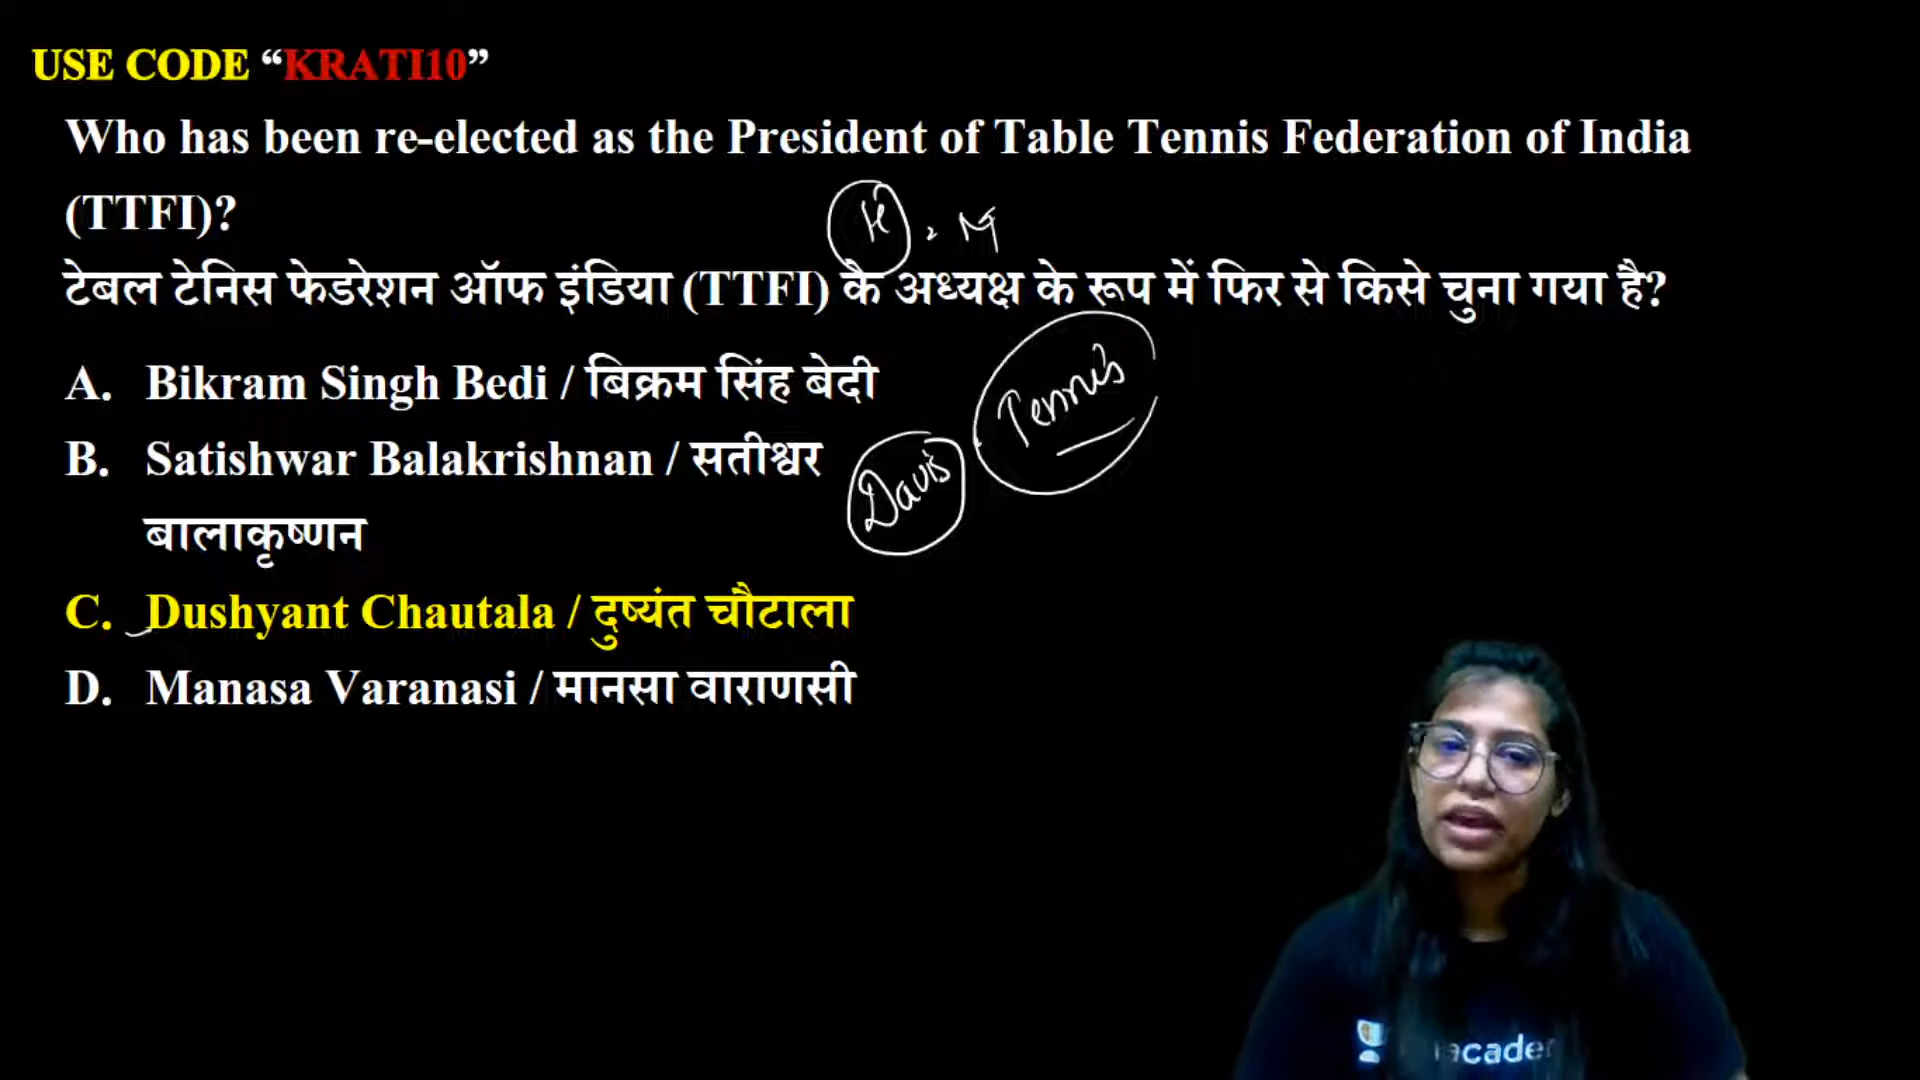 USE CODE “KRATI10”
Who has been re-elected as the President of Table Tennis Federation of India
(TTFI)?
टेबल टेनिस फेडरेशन ऑफ इंडिया (TTFI) के अध्यक्ष के रूप में फिर से किसे चुना गया है?
Tennis
A. Bikram Singh Bedi / बिक्रम सिंह बेदी
B. Satishwar Balakrishnan / सतीश्वर
बालाकृष्णन
Davis
C. Dushyant Chautala / दुष्यंत चौटाला
D. Manasa Varanasi / मानसा वाराणसी